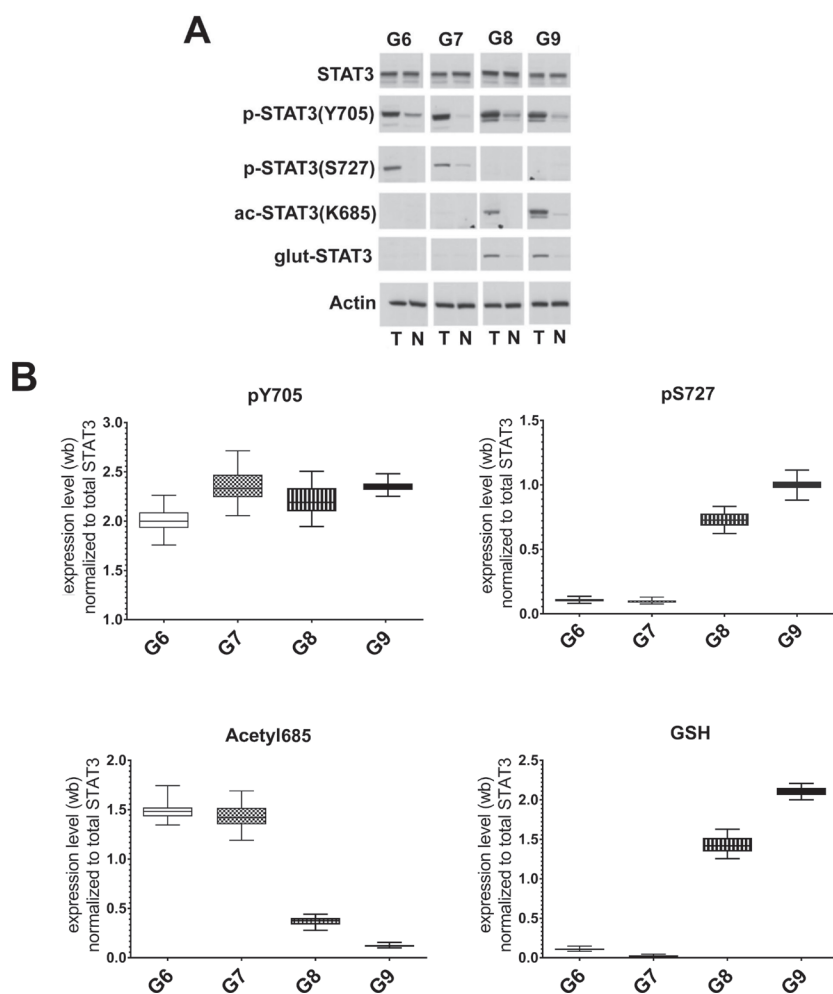 A
G6 G7 G8 G9
STAT3
p-STAT3(Y705)
p-STAT3(S727)
ac-STAT3(K685)
glut-STAT3
Actin
T N T N T N T N
B
pY705
expression level (wb)
normalized to total STAT3
3.0
2.5
2.0
1.5
1.0
G6 G7 G8 G9
pS727
expression level (wb)
normalized to total STAT3
1.5
1.0
0.5
0.0
G6 G7 G8 G9
Acetyl685
expression level (wb)
normalized to total STAT3
2.0
1.5
1.0
0.5
0.0
G6 G7 G8 G9
GSH
expression level (wb)
normalized to total STAT3
2.5
2.0
1.5
1.0
0.5
0.0
G6 G7 G8 G9